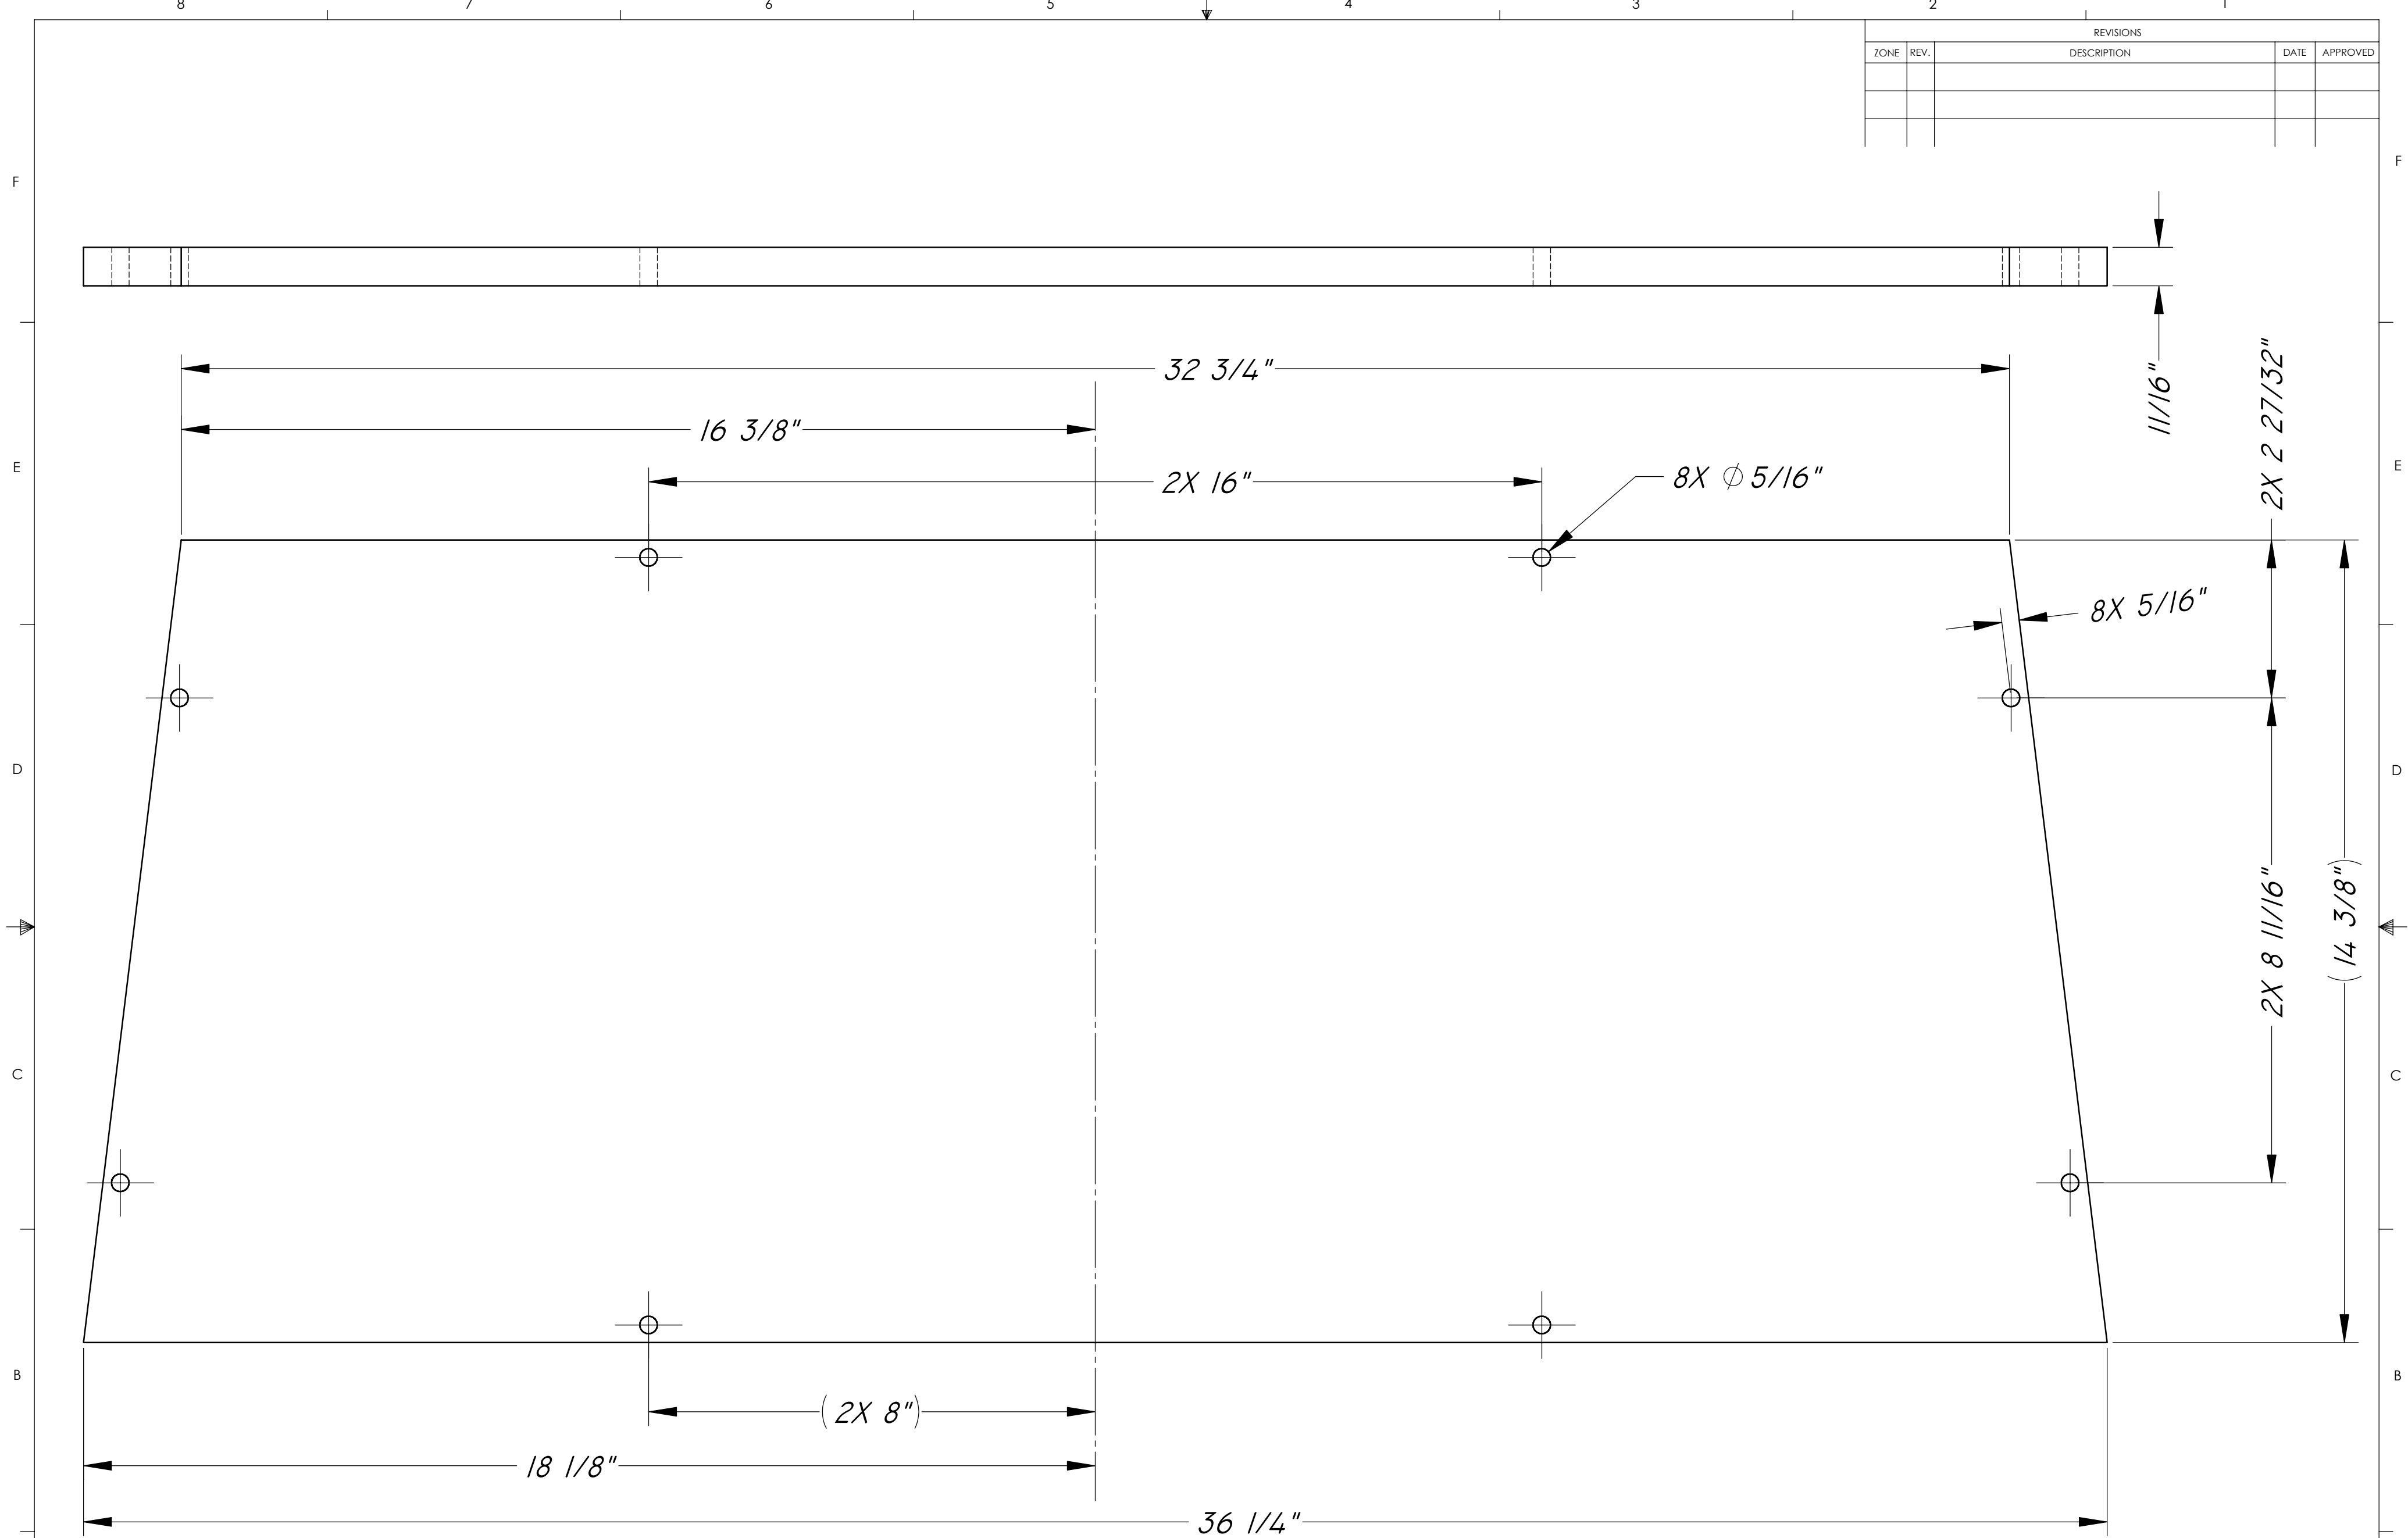 8 7 6 5 4 3 2 1
REVISIONS
ZONE REV. DESCRIPTION DATE APPROVED
F F
32 3/4"
11/16"
2X 2 27/32"
16 3/8"
E E
2X 16"
8X ∅ 5/16"
8X 5/16"
D D
2X 8 11/16"
(14 3/8")
C C
B B
(2X 8")
18 1/8"
36 1/4"